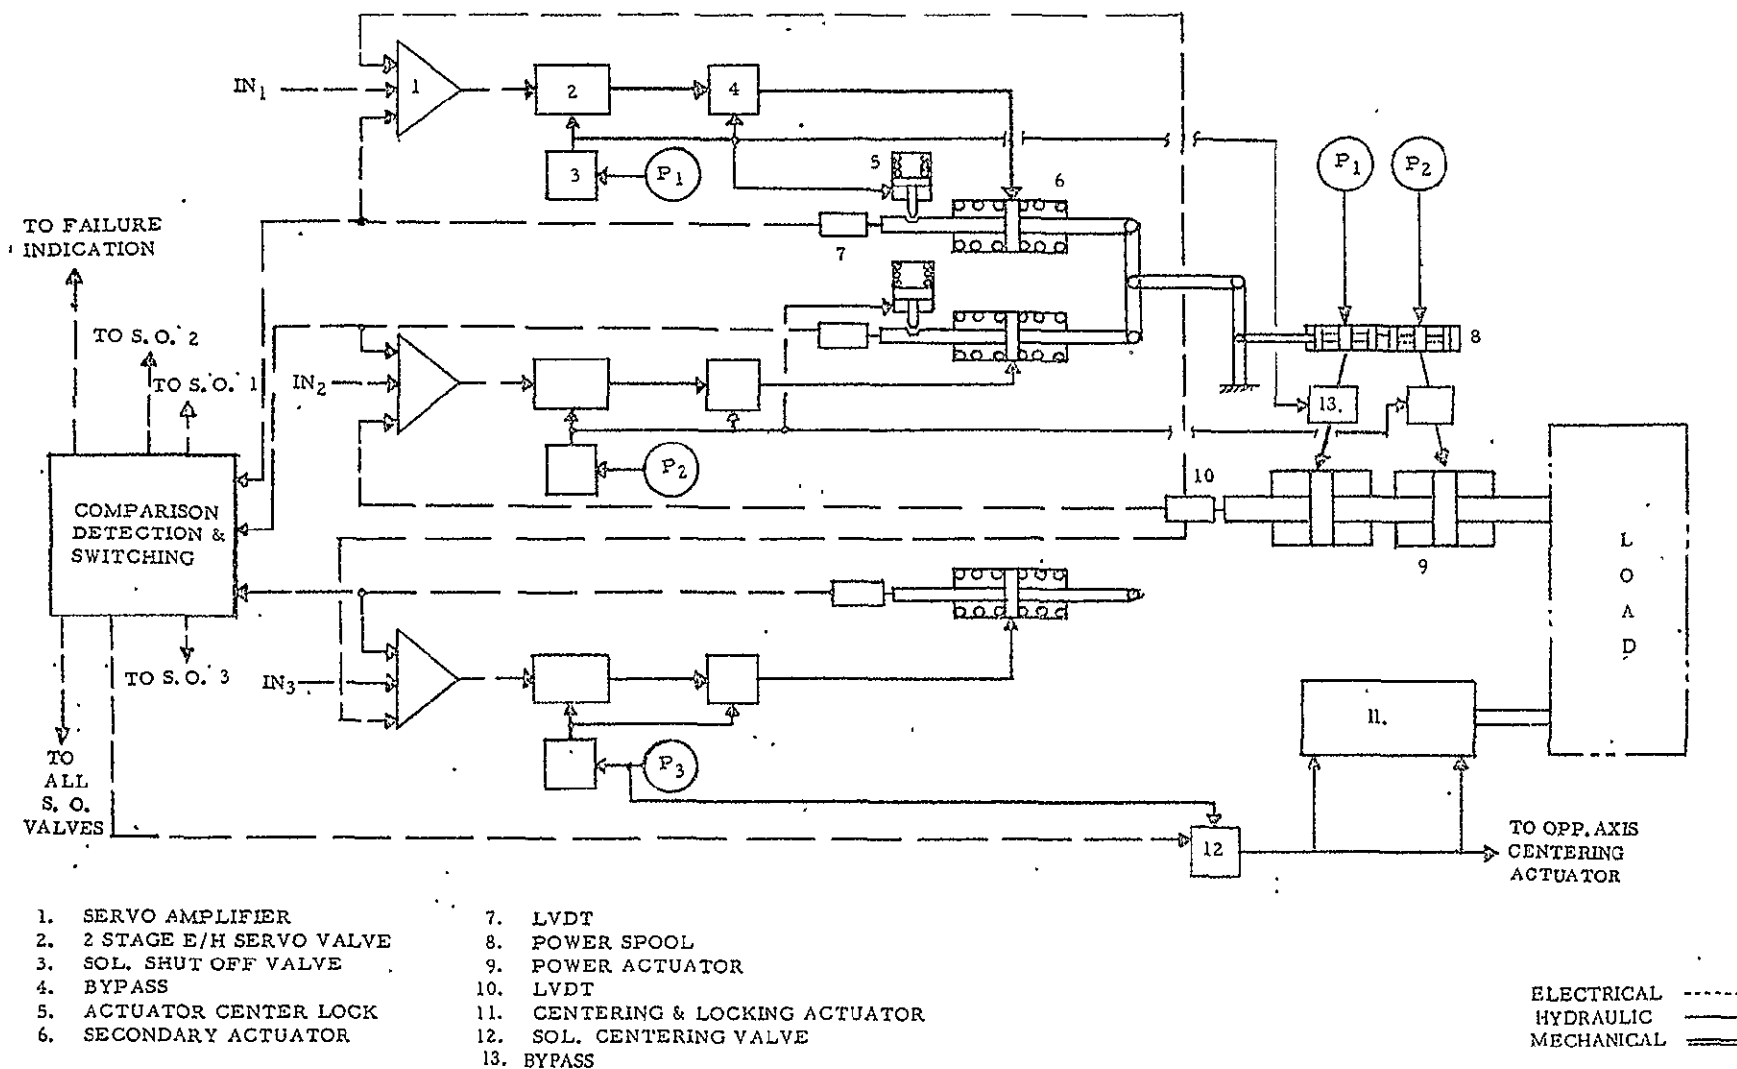 IN1
1
2
4
3
P1
5
6
7
P1
P2
8
TO FAILURE
INDICATION
TO S.O. 2
TO S.O. 1
IN2
P2
13.
10
9
COMPARISON
DETECTION &
SWITCHING
L
O
A
D
TO S.O. 3
IN3
P3
11.
12
TO
ALL
S. O.
VALVES
TO OPP. AXIS
CENTERING
ACTUATOR
1. SERVO AMPLIFIER
2. 2 STAGE E/H SERVO VALVE
3. SOL. SHUT OFF VALVE
4. BYPASS
5. ACTUATOR CENTER LOCK
6. SECONDARY ACTUATOR
7. LVDT
8. POWER SPOOL
9. POWER ACTUATOR
10. LVDT
11. CENTERING & LOCKING ACTUATOR
12. SOL. CENTERING VALVE
13. BYPASS
ELECTRICAL
HYDRAULIC
MECHANICAL